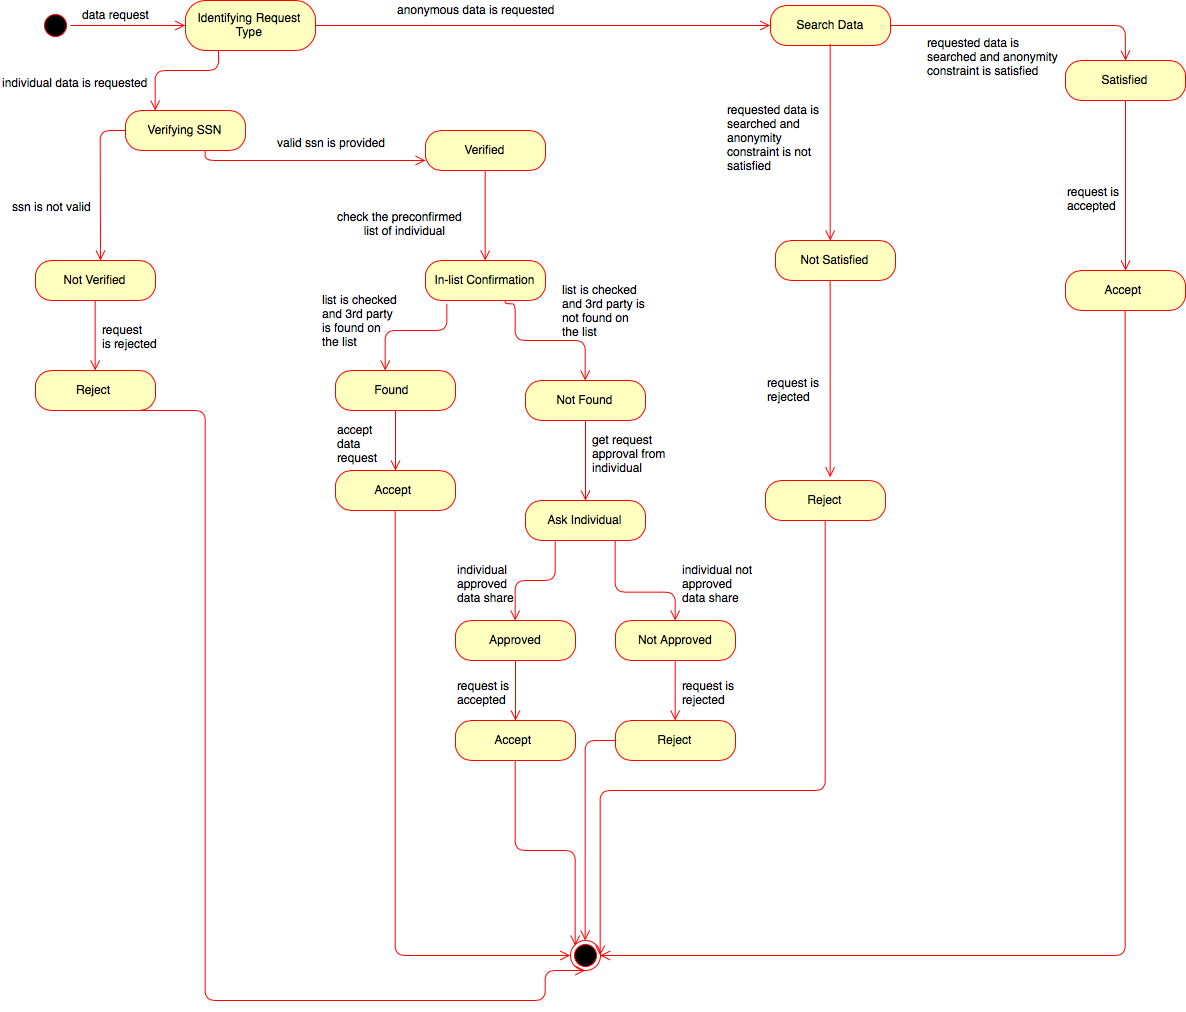 data request
Identifying Request
Type
anonymous data is requested
Search Data
requested data is
searched and anonymity
constraint is satisfied
Satisfied
individual data is requested
Verifying SSN
valid ssn is provided
Verified
requested data is
searched and
anonymity
constraint is not
satisfied
request is
accepted
ssn is not valid
check the preconfirmed
list of individual
Not Verified
In-list Confirmation
Not Satisfied
Accept
list is checked
and 3rd party
is found on
the list
list is checked
and 3rd party is
not found on
the list
request
is rejected
Reject
Found
Not Found
request is
rejected
accept
data
request
get request
approval from
individual
Accept
Ask Individual
Reject
individual
approved
data share
individual not
approved
data share
Approved
Not Approved
request is
accepted
request is
rejected
Accept
Reject